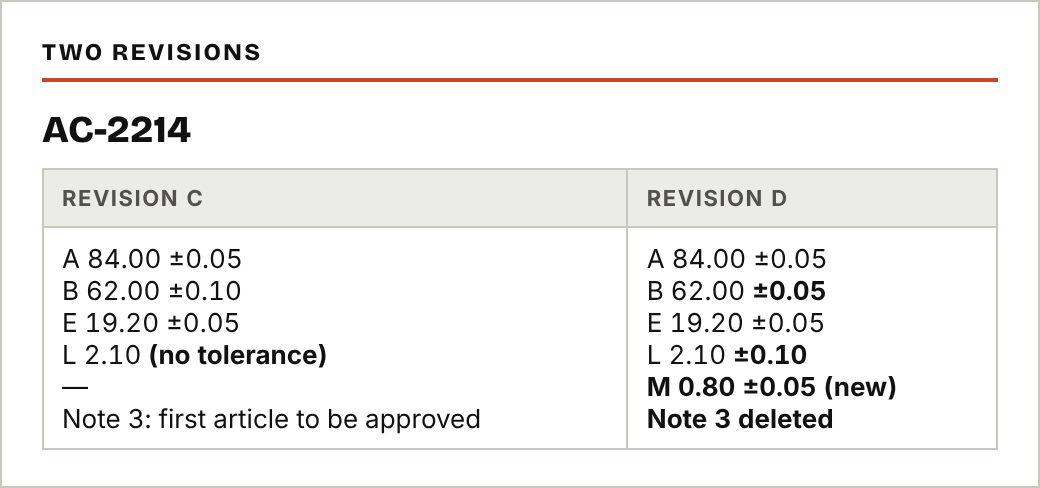 TWO REVISIONS
AC-2214
REVISION C
A 84.00 ±0.05
B 62.00 ±0.10
E 19.20 ±0.05
L 2.10 (no tolerance)
—
Note 3: first article to be approved
REVISION D
A 84.00 ±0.05
B 62.00 ±0.05
E 19.20 ±0.05
L 2.10 ±0.10
M 0.80 ±0.05 (new)
Note 3 deleted